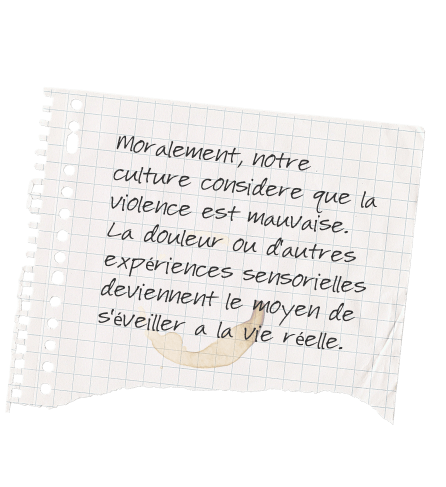 Moralement, notre
culture considere que la
violence est mauvaise.
La douleur ou d'autres
expériences sensorielles
deviennent le moyen de
s'éveiller a la vie réelle.